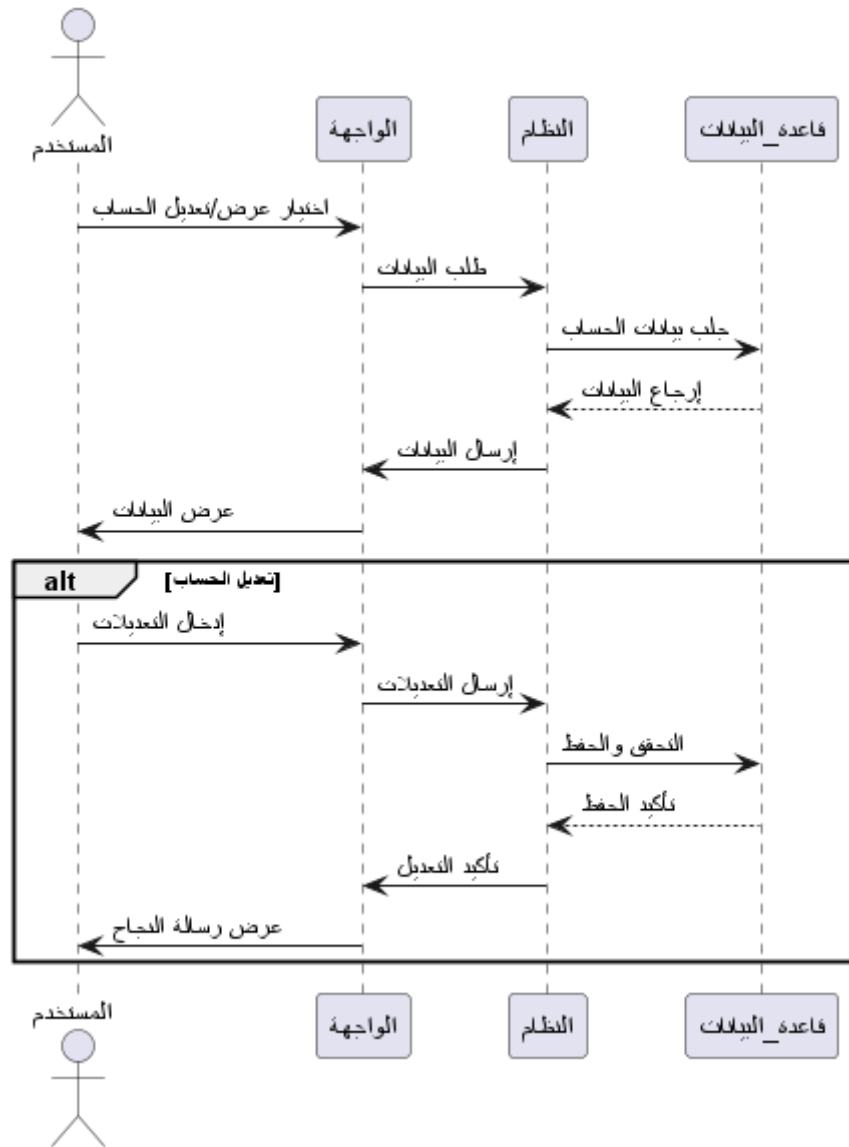 المستخدم
الواجهة
النظام
قاعدة_البيانات
اختيار عرض/تعديل الحساب
طلب البيانات
جلب بيانات الحساب
إرجاع البيانات
إرسال البيانات
عرض البيانات
alt [تعديل الحساب]
إدخال التعديلات
إرسال التعديلات
التحقق والحفظ
تأكيد الحفظ
تأكيد التعديل
عرض رسالة النجاح
المستخدم
الواجهة
النظام
قاعدة_البيانات